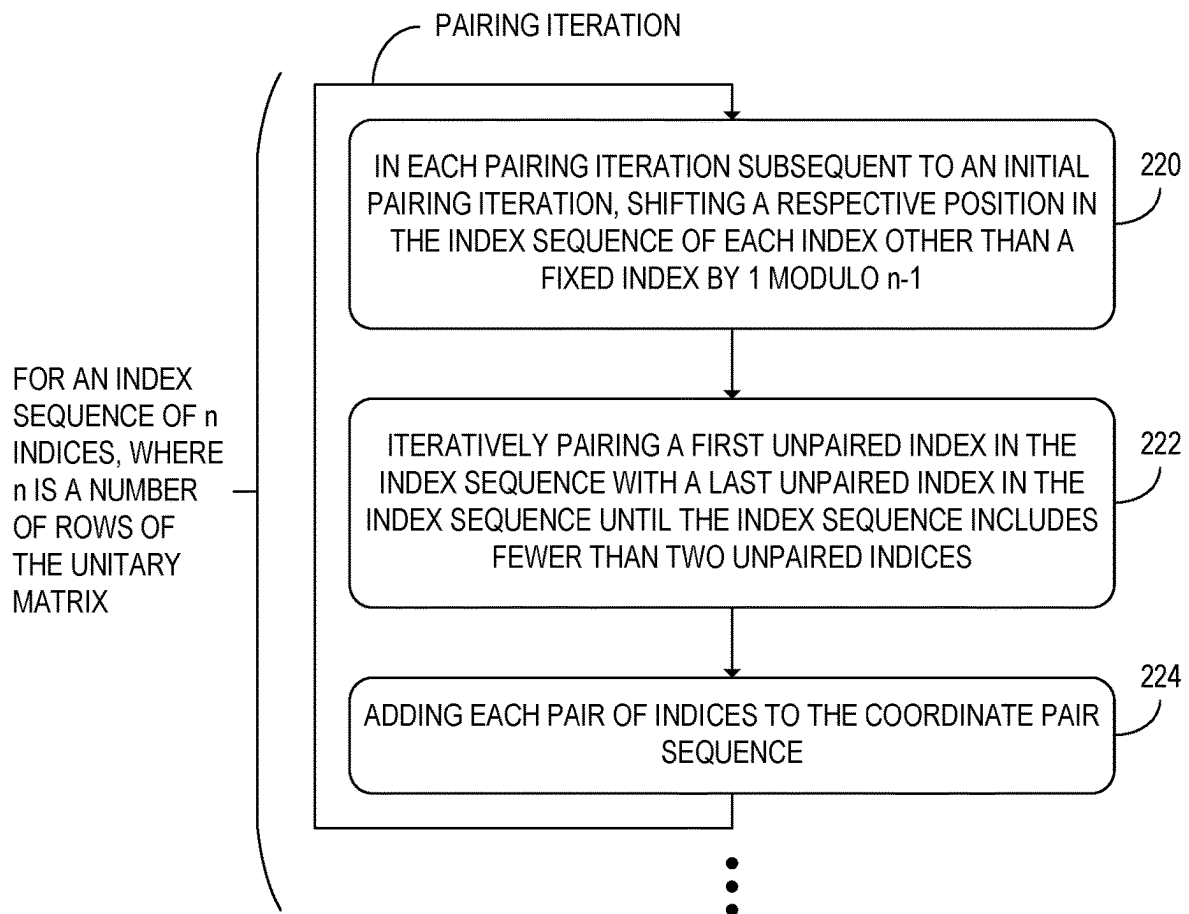 PAIRING ITERATION
IN EACH PAIRING ITERATION SUBSEQUENT TO AN INITIAL
PAIRING ITERATION, SHIFTING A RESPECTIVE POSITION IN
THE INDEX SEQUENCE OF EACH INDEX OTHER THAN A
FIXED INDEX BY 1 MODULO n-1
220
FOR AN INDEX
SEQUENCE OF n
INDICES, WHERE
n IS A NUMBER
OF ROWS OF
THE UNITARY
MATRIX
ITERATIVELY PAIRING A FIRST UNPAIRED INDEX IN THE
INDEX SEQUENCE WITH A LAST UNPAIRED INDEX IN THE
INDEX SEQUENCE UNTIL THE INDEX SEQUENCE INCLUDES
FEWER THAN TWO UNPAIRED INDICES
222
ADDING EACH PAIR OF INDICES TO THE COORDINATE PAIR
SEQUENCE
224